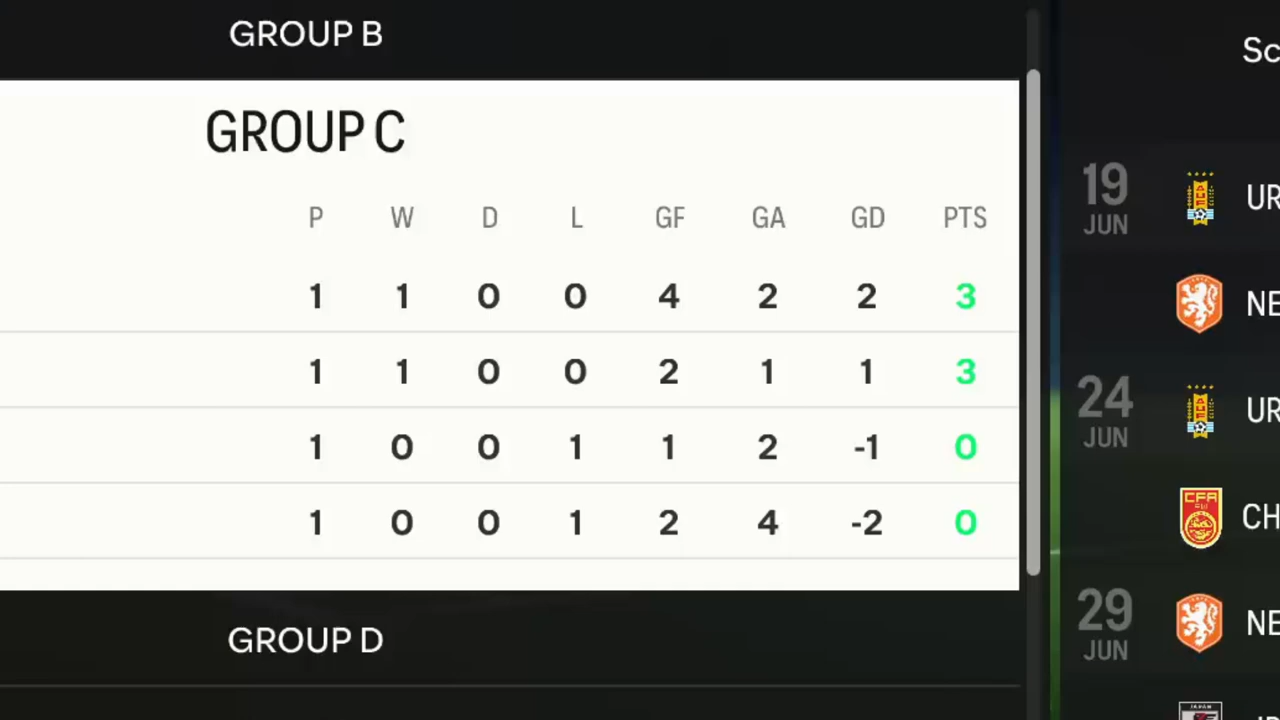 GROUP B
GROUP C
P W D L GF GA GD PTS
1 1 0 0 4 2 2 3
1 1 0 0 2 1 1 3
1 0 0 1 1 2 -1 0
1 0 0 1 2 4 -2 0
GROUP D
Sc
19 JUN
UR
NE
24 JUN
UR
CFA
CH
29 JUN
NE
JAPAN